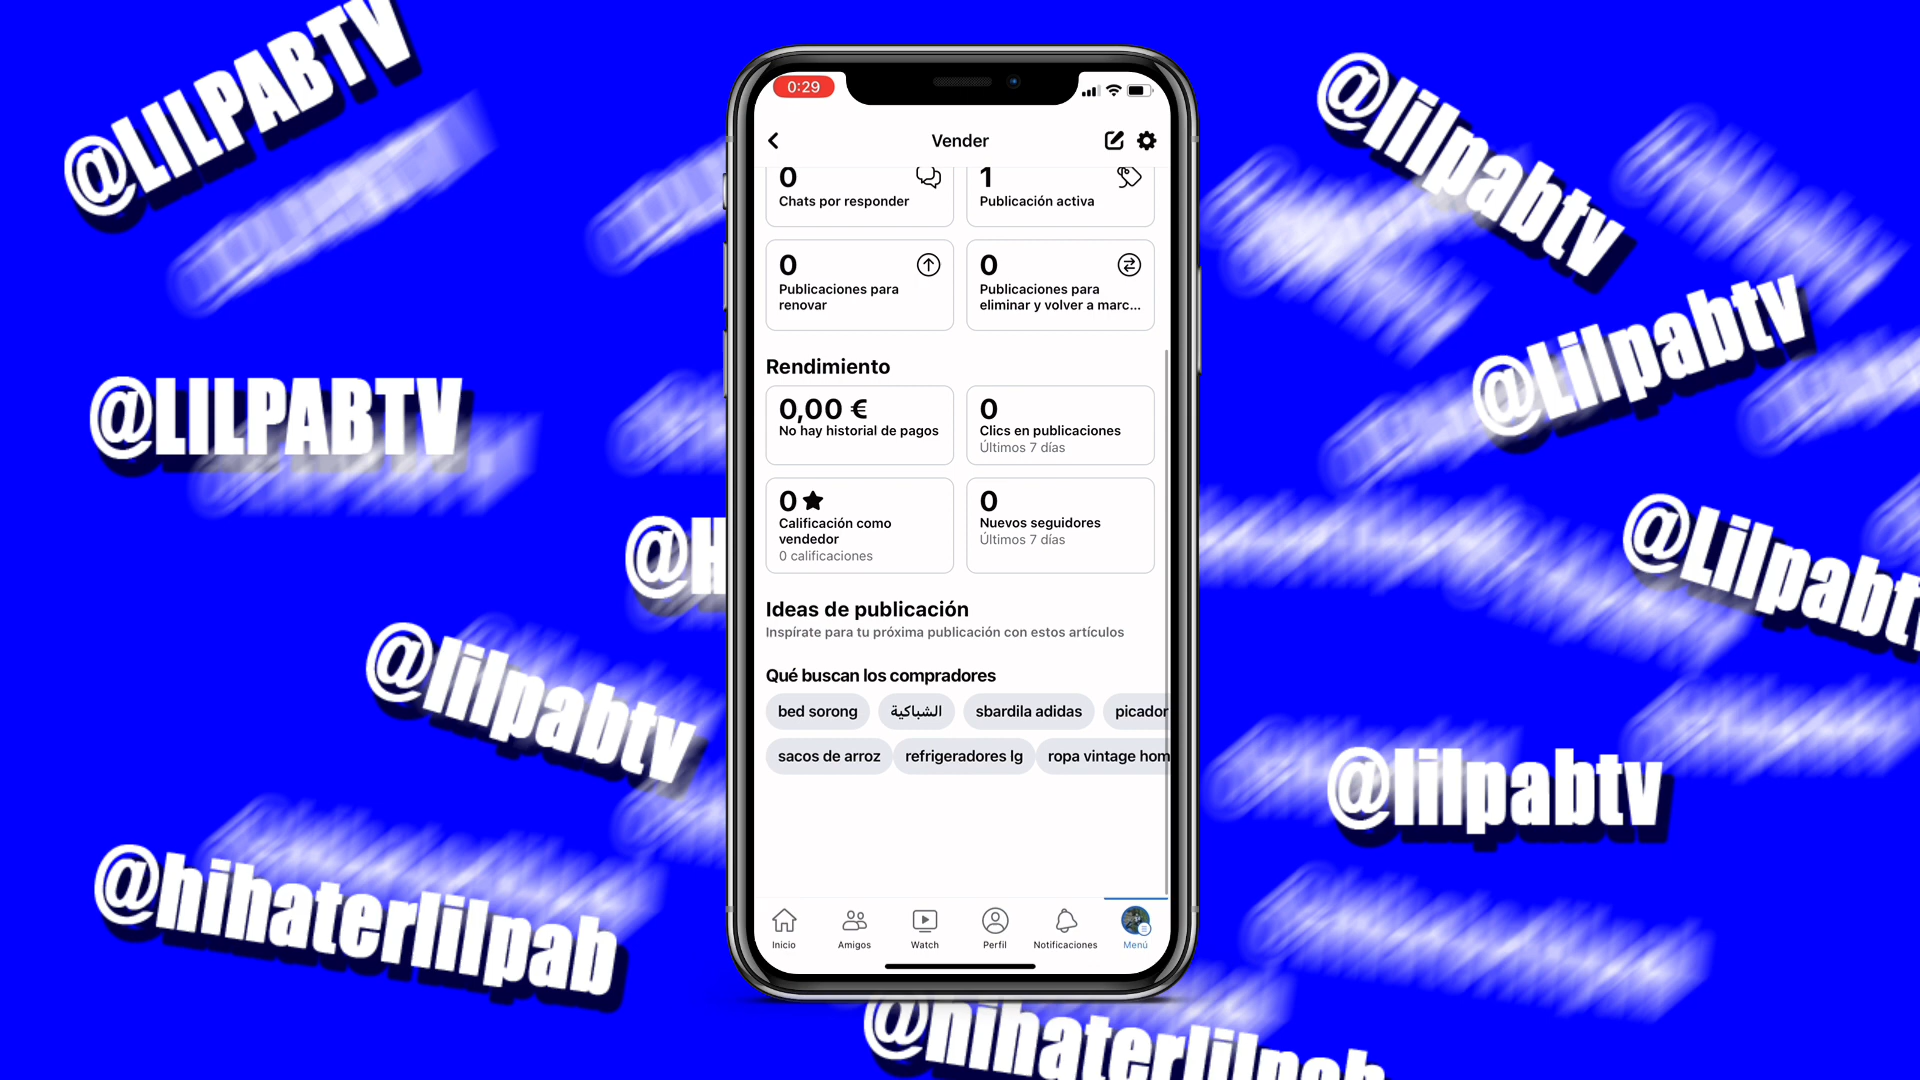 @LILPABTV
@lilpabtv
@Lilpabtv
@LILPABTV
@lilpabtv
@hihaterlilpab
@lilpabtv
0:29
Vender
0
Chats por responder
1
Publicación activa
0
Publicaciones para
renovar
0
Publicaciones para
eliminar y volver a marc...
Rendimiento
0,00 €
No hay historial de pagos
0
Clics en publicaciones
Últimos 7 días
0
Calificación como
vendedor
0 calificaciones
0
Nuevos seguidores
Últimos 7 días
Ideas de publicación
Inspírate para tu próxima publicación con estos artículos
Qué buscan los compradores
bed sorong
الشباكية
sbardila adidas
picador
sacos de arroz
refrigeradores lg
ropa vintage hom
Inicio
Amigos
Watch
Perfil
Notificaciones
Menú